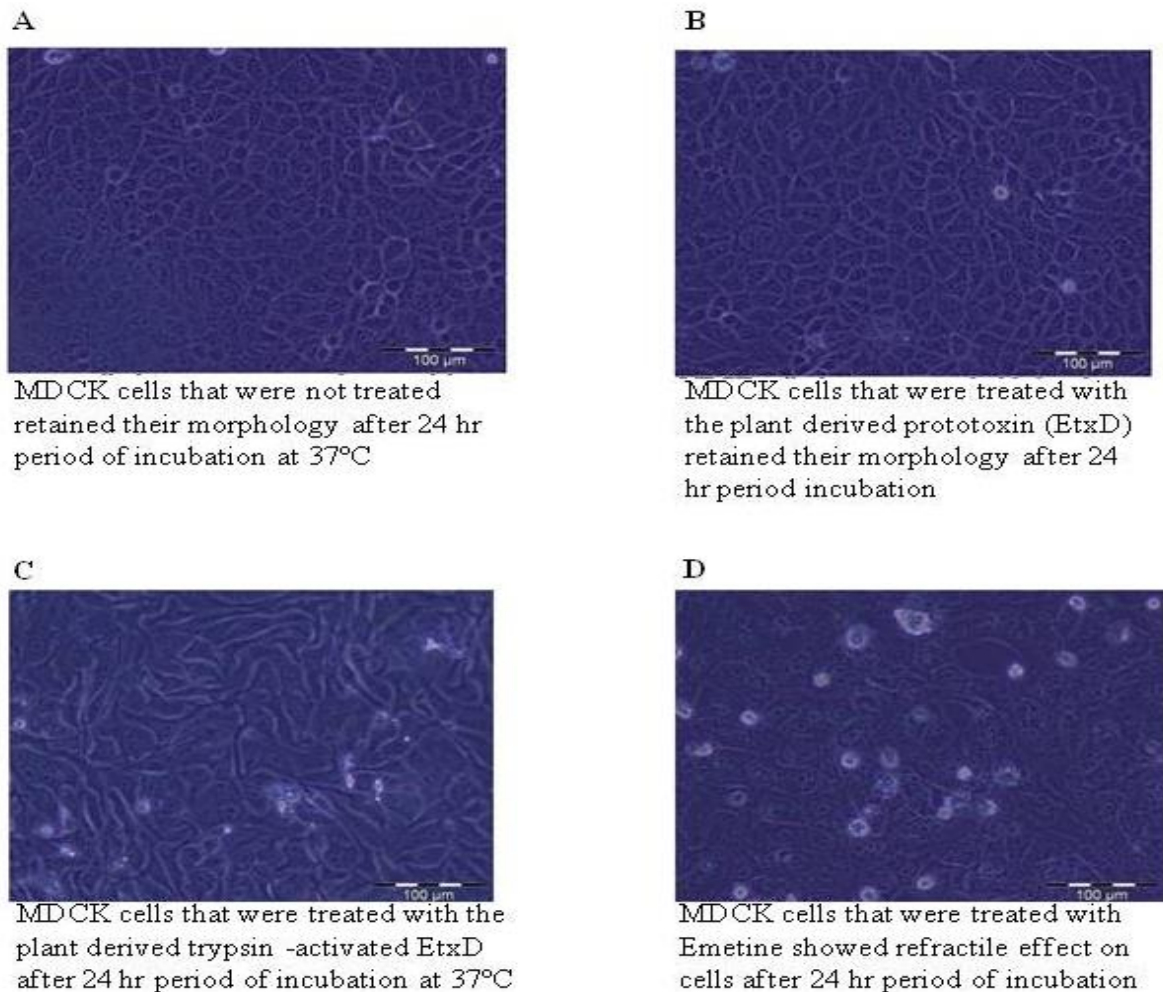 A
100 µm
MDCK cells that were not treated
retained their morphology after 24 hr
period of incubation at 37°C
B
100 µm
MDCK cells that were treated with
the plant derived prototoxin (EtxD)
retained their morphology after 24
hr period incubation
C
100 µm
MDCK cells that were treated with the
plant derived trypsin -activated EtxD
after 24 hr period of incubation at 37°C
D
100 µm
MDCK cells that were treated with
Emetine showed refractile effect on
cells after 24 hr period of incubation